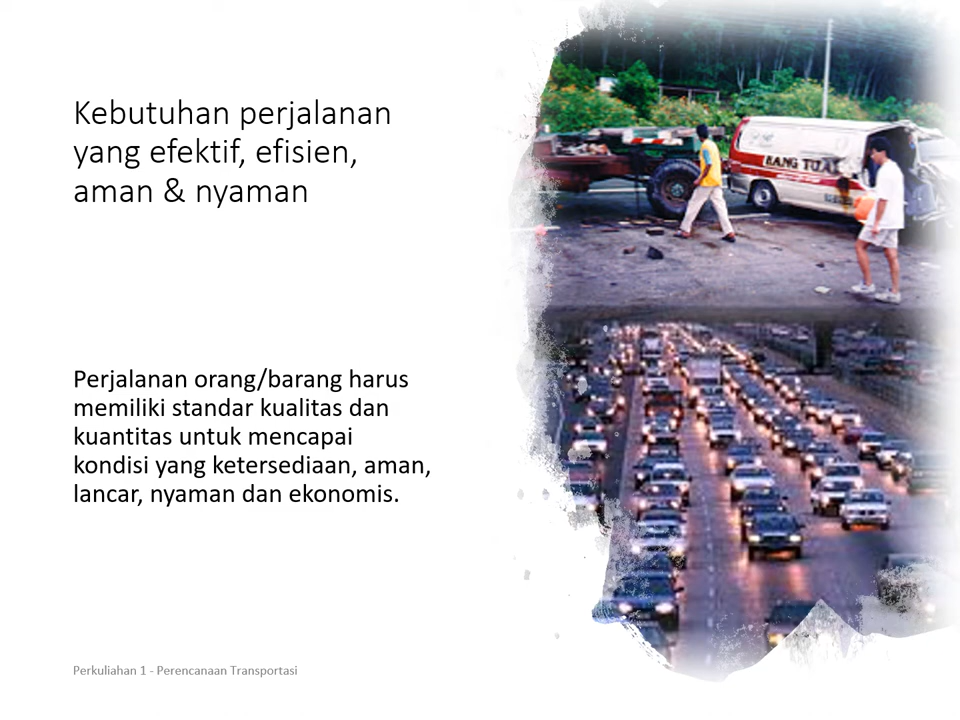 Kebutuhan perjalanan
yang efektif, efisien,
aman & nyaman
Perjalanan orang/barang harus
memiliki standar kualitas dan
kuantitas untuk mencapai
kondisi yang ketersediaan, aman,
lancar, nyaman dan ekonomis.
Perkuliahan 1 - Perencanaan Transportasi